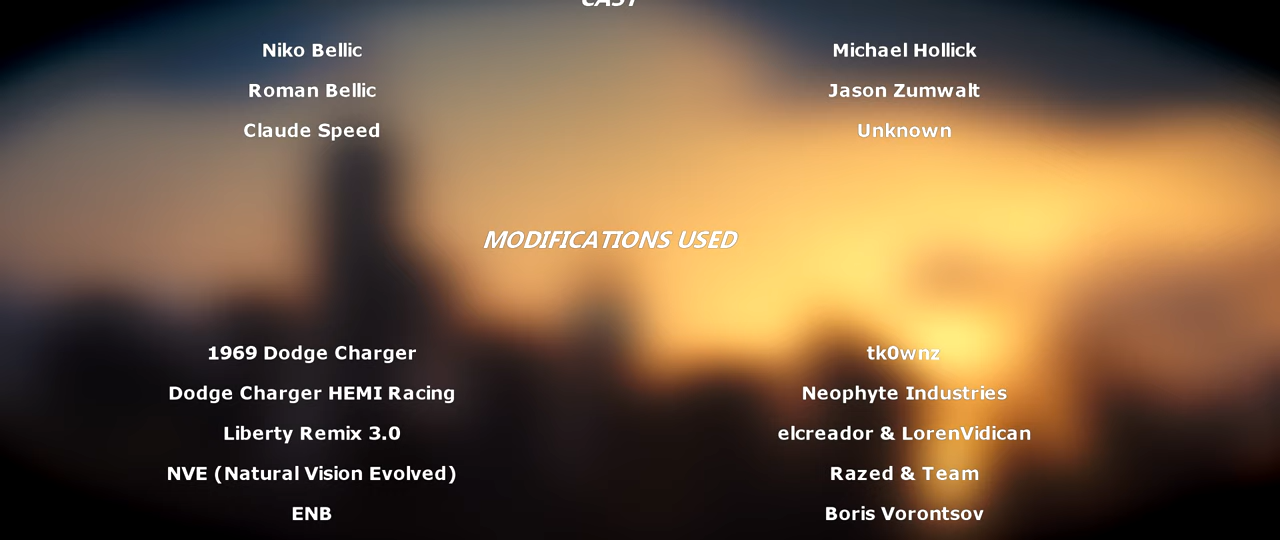 CAST
Niko Bellic Michael Hollick
Roman Bellic Jason Zumwalt
Claude Speed Unknown
MODIFICATIONS USED
1969 Dodge Charger tk0wnz
Dodge Charger HEMI Racing Neophyte Industries
Liberty Remix 3.0 elcreador & LorenVidican
NVE (Natural Vision Evolved) Razed & Team
ENB Boris Vorontsov